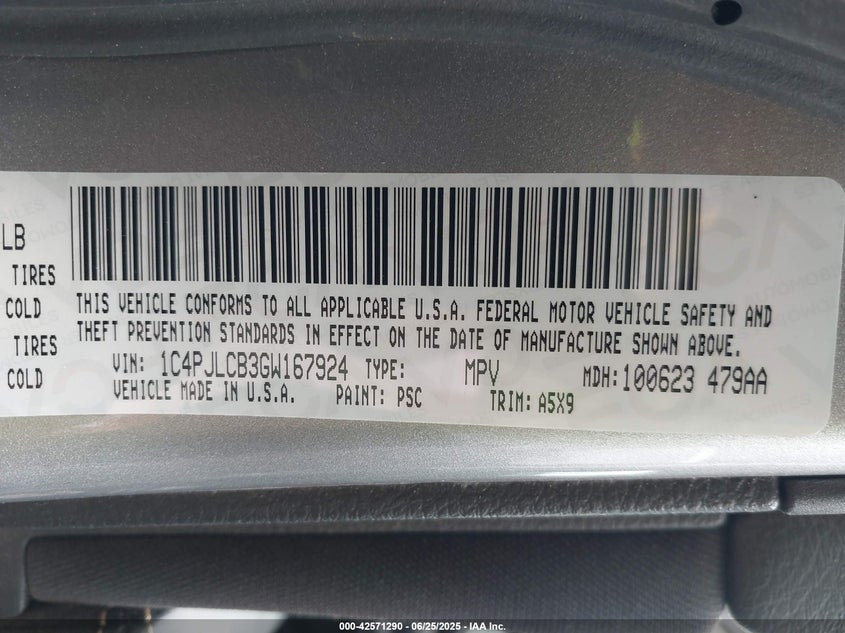 LB
TIRES
COLD THIS VEHICLE CONFORMS TO ALL APPLICABLE U.S.A. FEDERAL MOTOR VEHICLE SAFETY AND
TIRES THEFT PREVENTION STANDARDS IN EFFECT ON THE DATE OF MANUFACTURE SHOWN ABOVE.
COLD VIN: 1C4PJLCB3GW167924 TYPE: MPV MDH:100623 479AA
VEHICLE MADE IN U.S.A. PAINT: PSC TRIM: A5X9
000-42571290 - 06/25/2025 - IAA Inc.